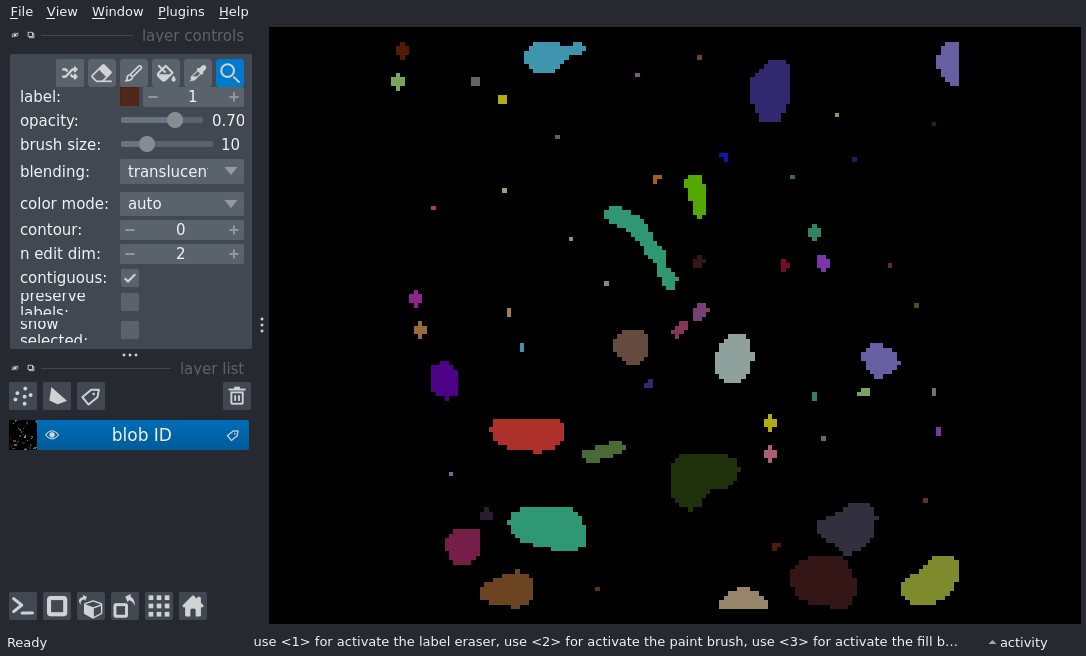 File View Window Plugins Help
layer controls
label: 1
opacity: 0.70
brush size: 10
blending: translucen
color mode: auto
contour: 0
n edit dim: 2
contiguous:
preserve
labels:
show
selected:
layer list
blob ID
Ready use <1> for activate the label eraser, use <2> for activate the paint brush, use <3> for activate the fill b... activity